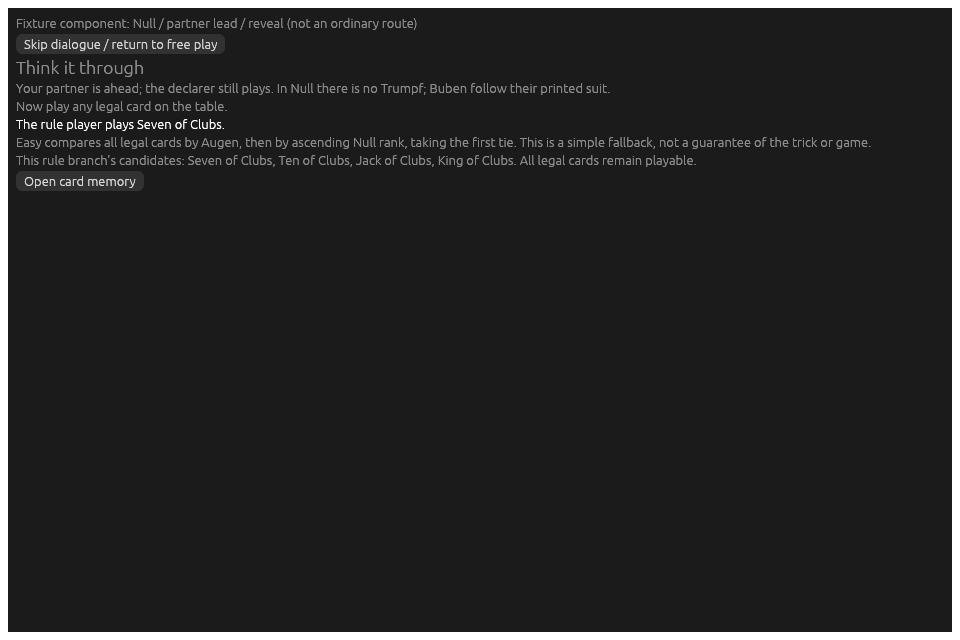 Fixture component: Null / partner lead / reveal (not an ordinary route)
Skip dialogue / return to free play
Think it through
Your partner is ahead; the declarer still plays. In Null there is no Trumpf; Buben follow their printed suit.
Now play any legal card on the table.
The rule player plays Seven of Clubs.
Easy compares all legal cards by Augen, then by ascending Null rank, taking the first tie. This is a simple fallback, not a guarantee of the trick or game.
This rule branch's candidates: Seven of Clubs, Ten of Clubs, Jack of Clubs, King of Clubs. All legal cards remain playable.
Open card memory